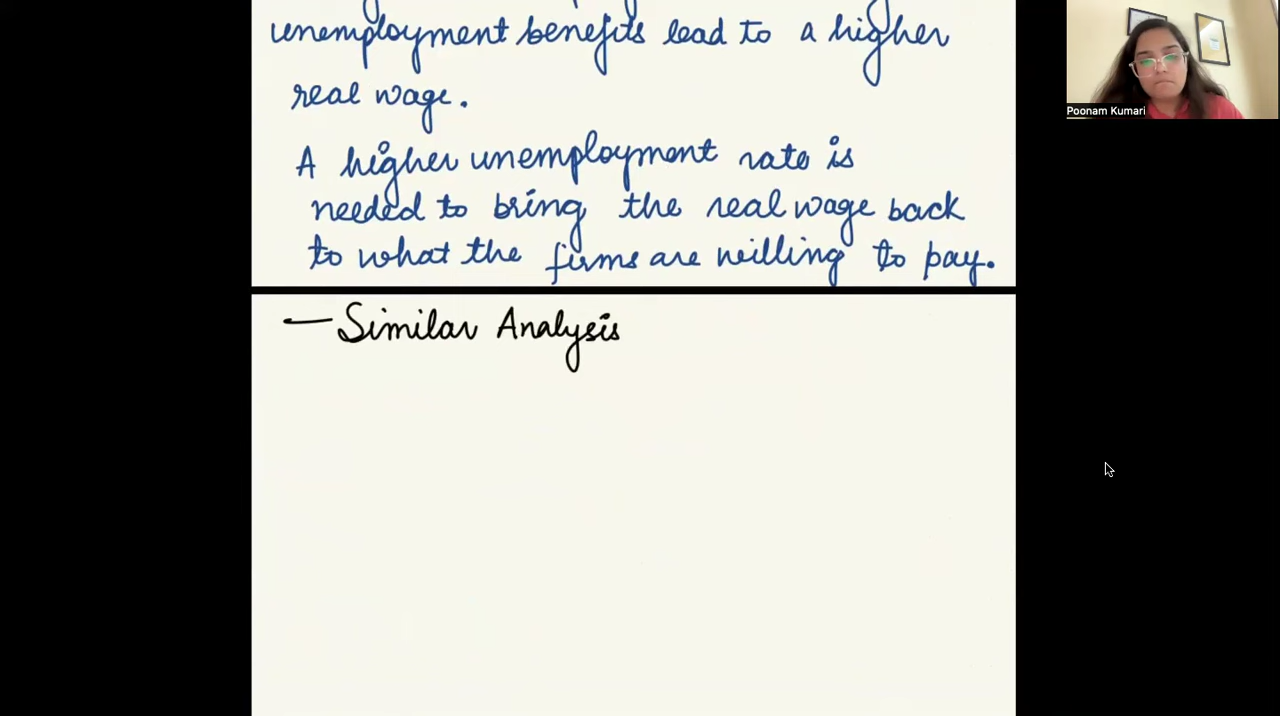 unemployment benefits lead to a higher
real wage.
A higher unemployment rate is
needed to bring the real wage back
to what the firms are willing to pay.
— Similar Analysis
Poonam Kumari